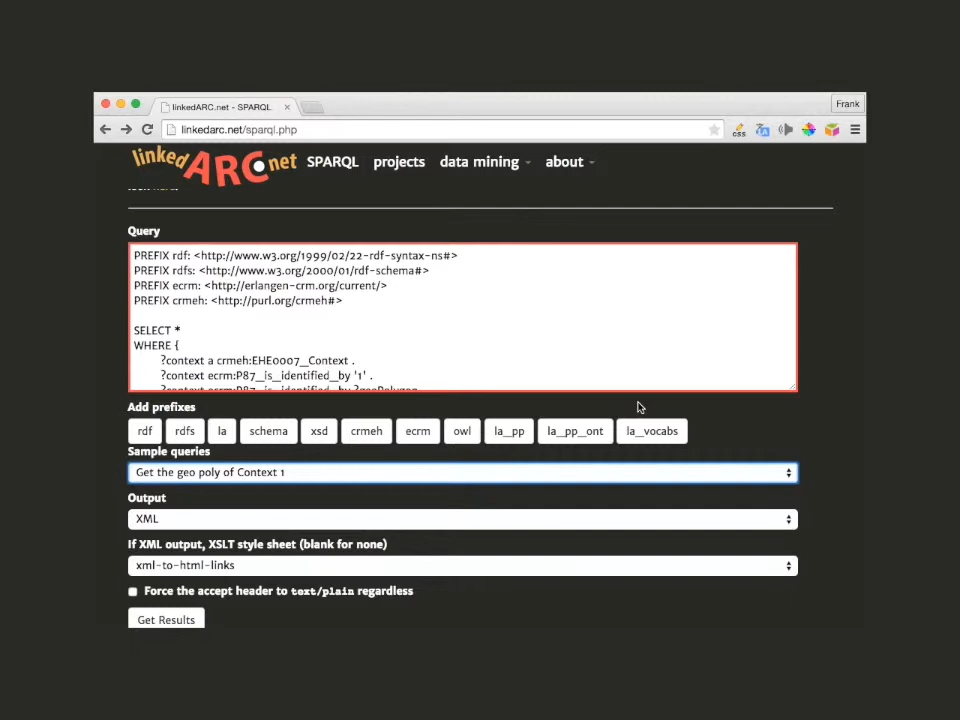 linkedARC.net - SPARQL
Frank
linkedarc.net/sparql.php
linkedARC.net SPARQL projects data mining about
Query
PREFIX rdf: <http://www.w3.org/1999/02/22-rdf-syntax-ns#>
PREFIX rdfs: <http://www.w3.org/2000/01/rdf-schema#>
PREFIX ecrm: <http://erlangen-crm.org/current/>
PREFIX crmeh: <http://purl.org/crmeh#>
SELECT *
WHERE {
?context a crmeh:EHE0007_Context .
?context ecrm:P87_is_identified_by '1' .
?context ecrm:P87_is_identified_by ?geoPolygon
Add prefixes
rdf rdfs la schema xsd crmeh ecrm owl la_pp la_pp_ont la_vocabs
Sample queries
Get the geo poly of Context 1
Output
XML
If XML output, XSLT style sheet (blank for none)
xml-to-html-links
Force the accept header to text/plain regardless
Get Results